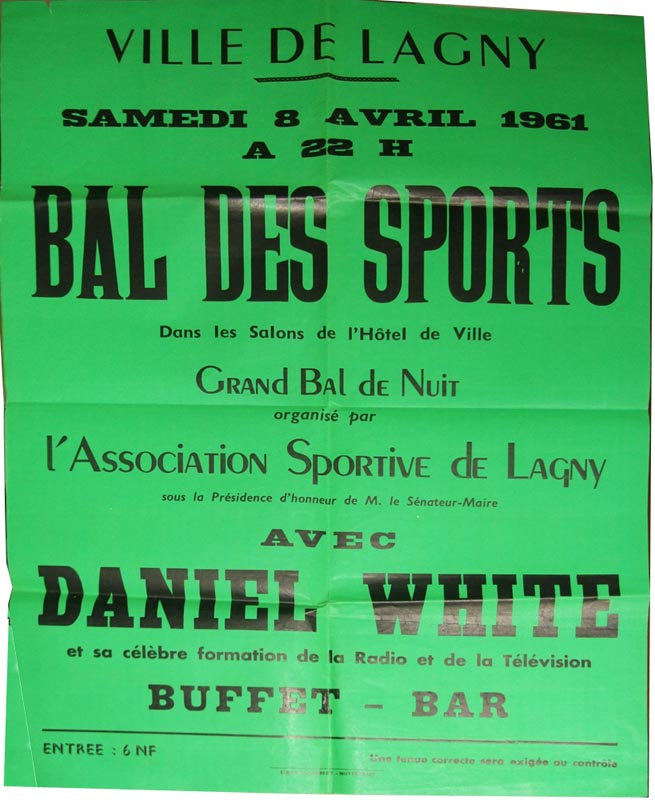 VILLE DE LAGNY
SAMEDI 8 AVRIL 1961
A 22 H
BAL DES SPORTS
Dans les Salons de l'Hôtel de Ville
GRAND BAL DE NUIT
organisé par
l'ASSOCIATION SPORTIVE de LAGNY
sous la Présidence d'honneur de M. le Sénateur-Maire
AVEC
DANIEL WHITE
et sa célèbre formation de la Radio et de la Télévision
BUFFET - BAR
ENTREE : 6 NF
Une tenue correcte sera exigée au contrôle